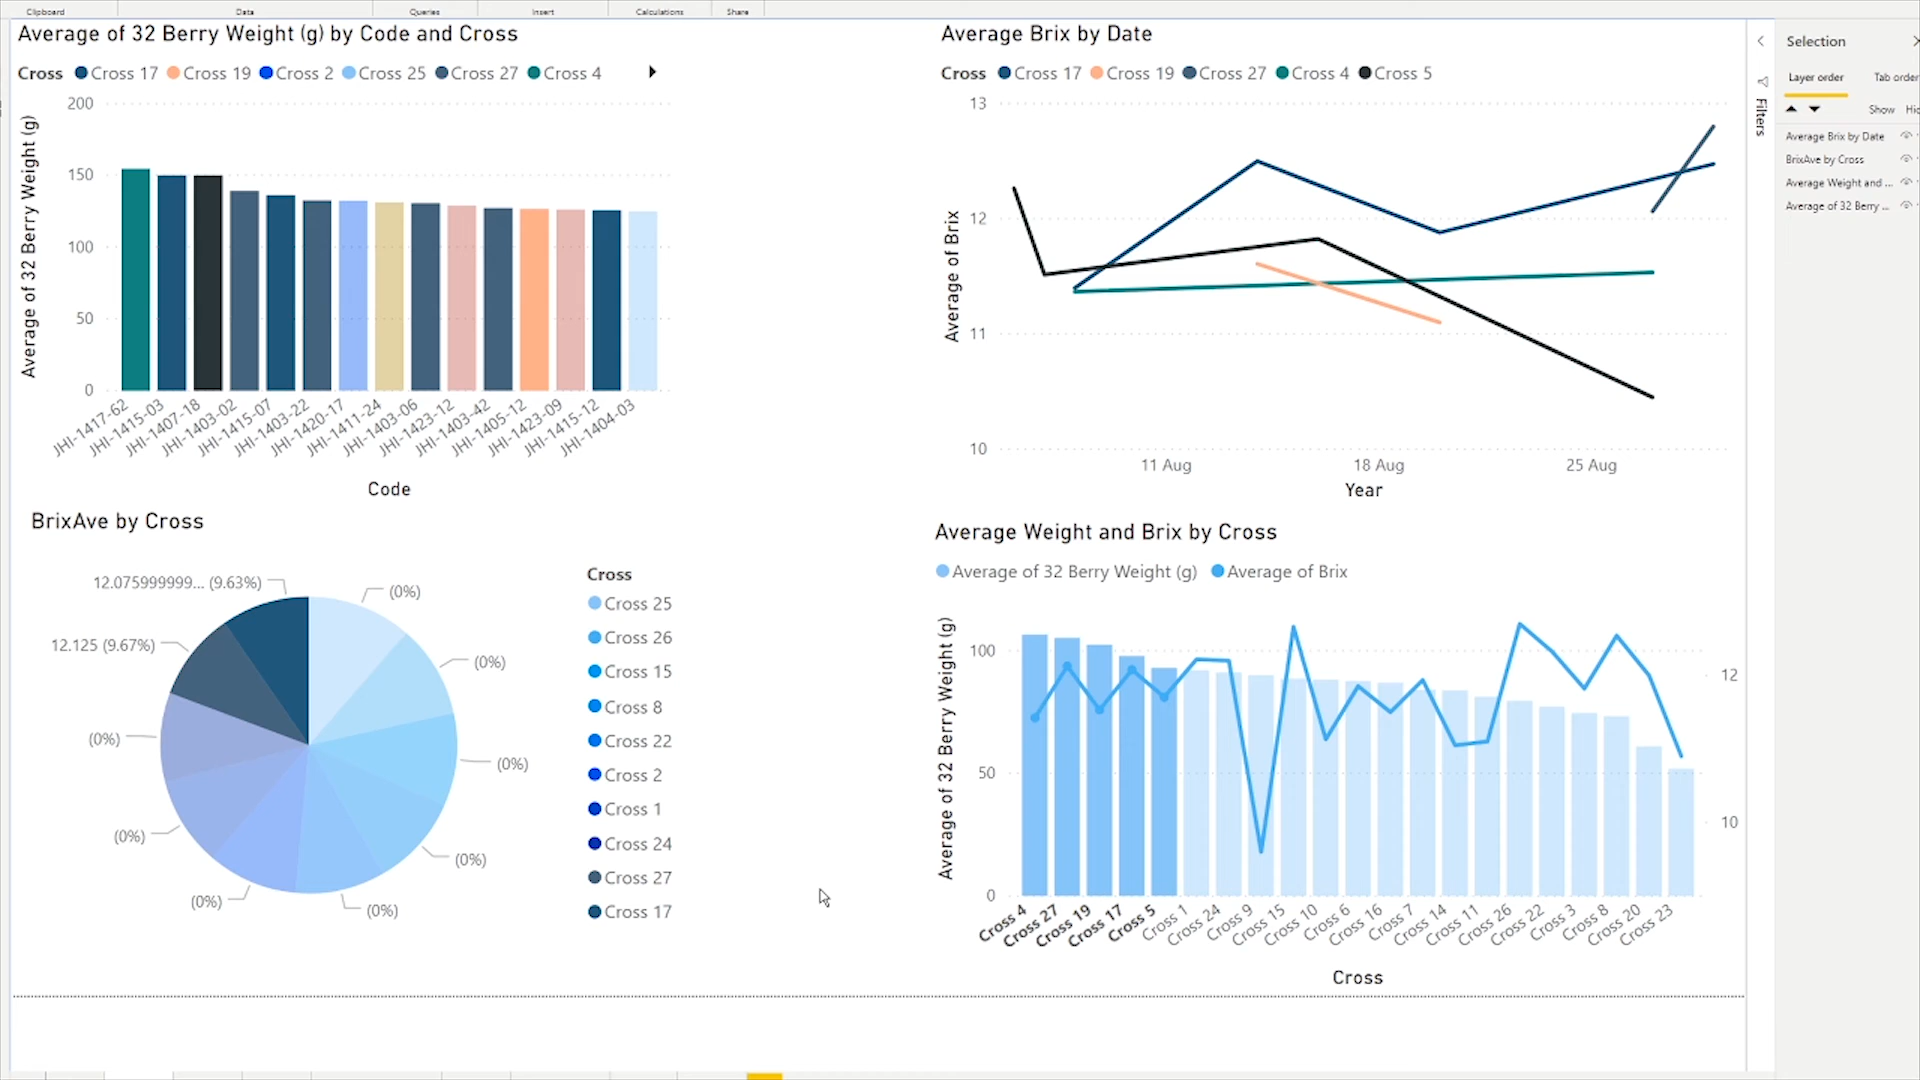 Clipboard Data Queries Insert Calculations Share
Average of 32 Berry Weight (g) by Code and Cross
Cross Cross 17 Cross 19 Cross 2 Cross 25 Cross 27 Cross 4
Average of 32 Berry Weight (g)
200
150
100
50
0
JHI-1417-62
JHI-1415-03
JHI-1407-18
JHI-1403-02
JHI-1415-07
JHI-1403-22
JHI-1420-17
JHI-1411-24
JHI-1403-06
JHI-1423-12
JHI-1403-42
JHI-1405-12
JHI-1423-09
JHI-1415-12
JHI-1404-03
Code
Average Brix by Date
Cross Cross 17 Cross 19 Cross 27 Cross 4 Cross 5
Average of Brix
13
12
11
10
11 Aug 18 Aug 25 Aug
Year
BrixAve by Cross
12.075999999... (9.63%)
(0%)
12.125 (9.67%)
(0%)
(0%)
(0%)
(0%)
(0%)
(0%)
(0%)
Cross
Cross 25
Cross 26
Cross 15
Cross 8
Cross 22
Cross 2
Cross 1
Cross 24
Cross 27
Cross 17
Average Weight and Brix by Cross
Average of 32 Berry Weight (g) Average of Brix
Average of 32 Berry Weight (g)
100
50
0
12
10
Cross 4
Cross 27
Cross 19
Cross 17
Cross 5
Cross 1
Cross 24
Cross 9
Cross 15
Cross 10
Cross 6
Cross 16
Cross 7
Cross 14
Cross 11
Cross 26
Cross 22
Cross 3
Cross 8
Cross 20
Cross 23
Cross
Filters
Selection
Layer order Tab order
Show Hid
Average Brix by Date
BrixAve by Cross
Average Weight and ...
Average of 32 Berry ...